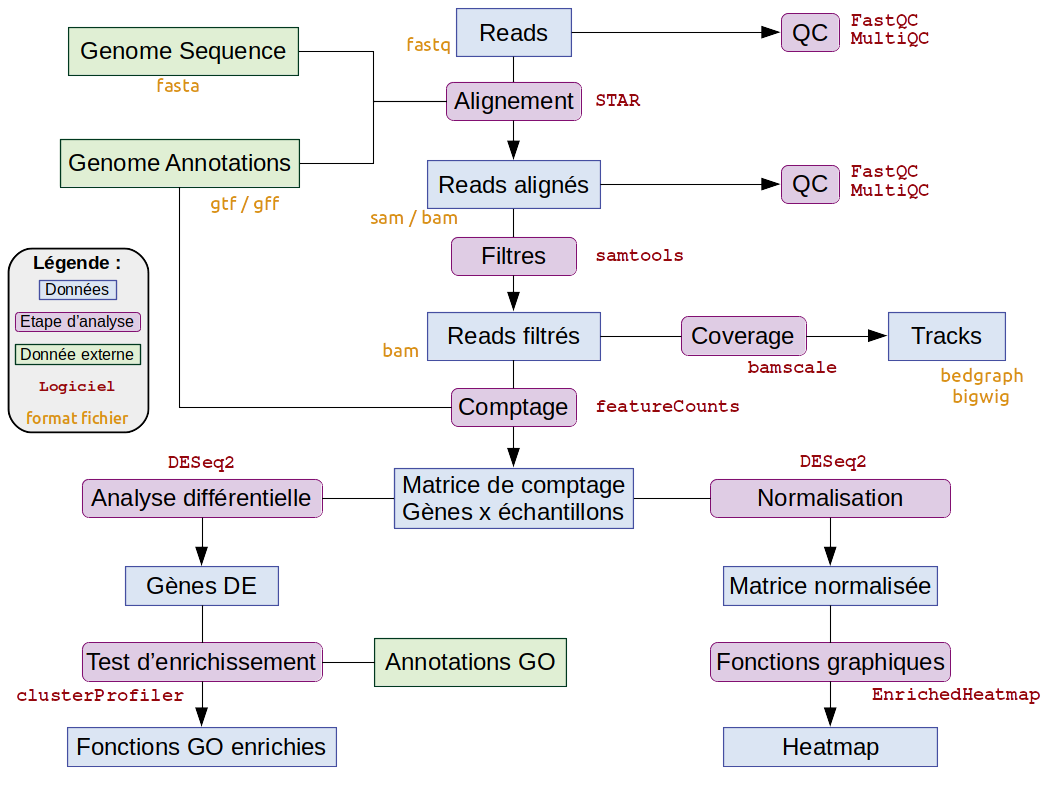 Reads
QC
FastQC
MultiQC
Genome Sequence
fastq
fasta
Alignement
STAR
Genome Annotations
gtf / gff
Reads alignés
QC
FastQC
MultiQC
sam / bam
Filtres
samtools
Légende :
Données
Etape d'analyse
Donnée externe
Logiciel
format fichier
Reads filtrés
bam
Coverage
bamscale
Tracks
bedgraph
bigwig
Comptage
featureCounts
DESeq2
Analyse différentielle
Matrice de comptage
Gènes x échantillons
DESeq2
Normalisation
Gènes DE
Matrice normalisée
Test d'enrichissement
Annotations GO
Fonctions graphiques
clusterProfiler
EnrichedHeatmap
Fonctions GO enrichies
Heatmap